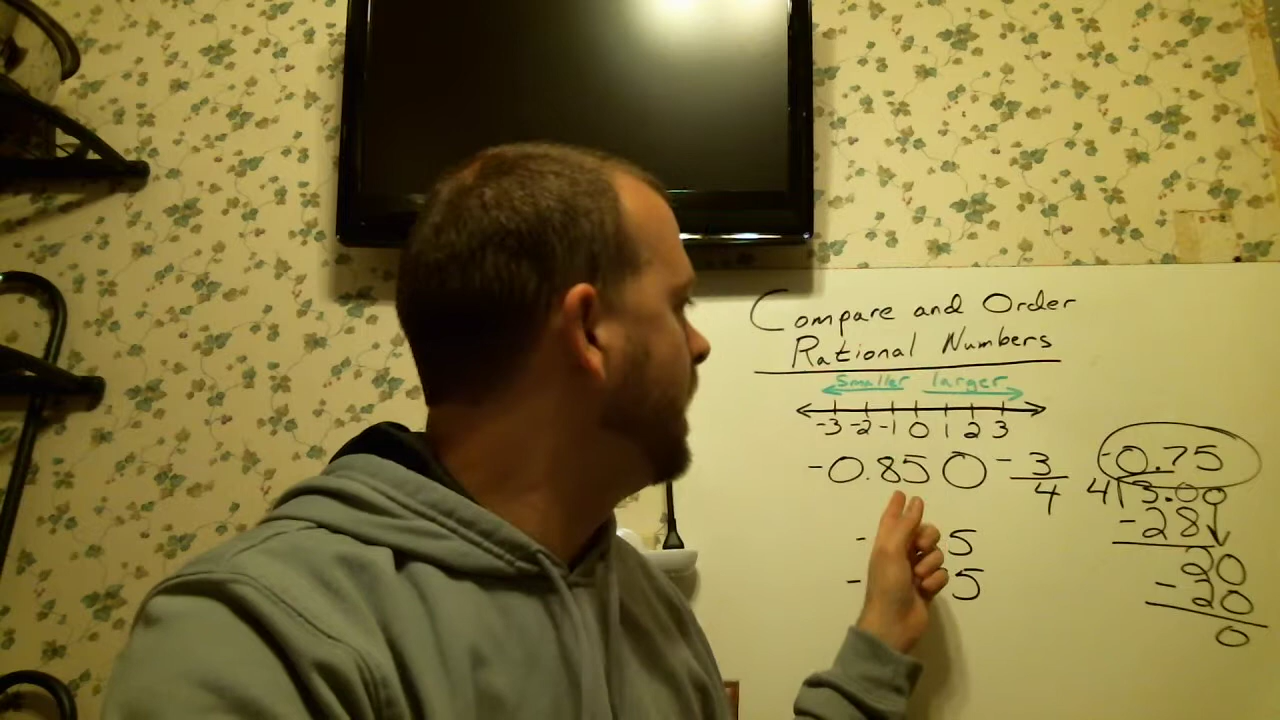 Compare and Order
Rational Numbers
Smaller larger
-3 -2 -1 0 1 2 3
-0.85 ○ - 3/4
- 5
- 5
-0.75
4 3.00
-28
20
-20
0